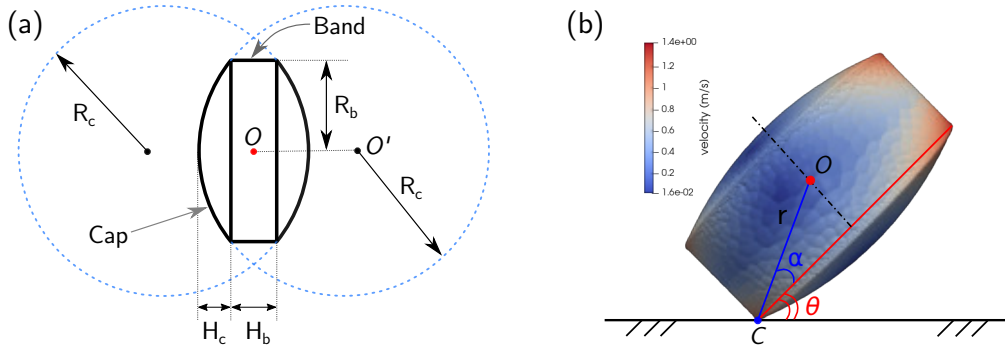 (a)
Band
R_c
R_b
O
O'
R_c
Cap
H_c
H_b
(b)
1.4e+00
1.2
1
0.8
0.6
0.4
0.2
1.6e-02
velocity (m/s)
O
r
α
θ
C